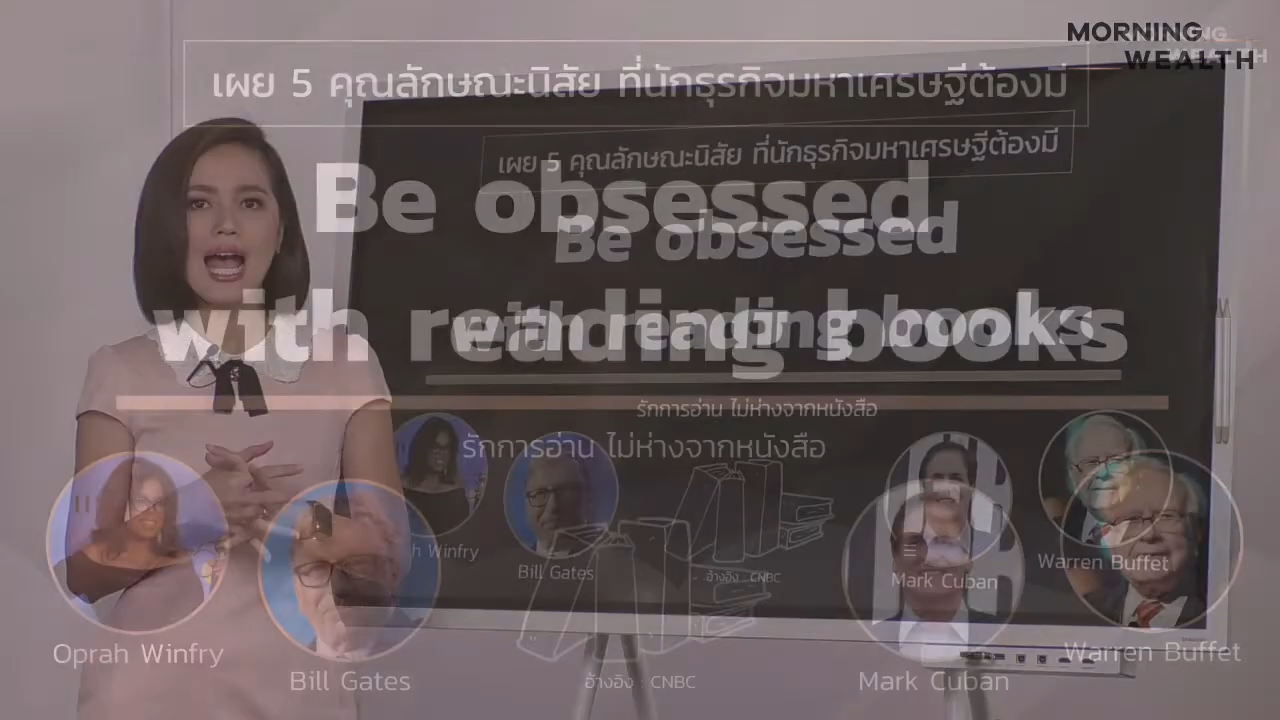 MORNING
WEALTH
เผย 5 คุณลักษณะนิสัย ที่นักธุรกิจมหาเศรษฐีต้องมี
เผย 5 คุณลักษณะนิสัย ที่นักธุรกิจมหาเศรษฐีต้องมี
Be obsessed
Be obsessed
with reading books
with reading books
รักการอ่าน ไม่ห่างจากหนังสือ
รักการอ่าน ไม่ห่างจากหนังสือ
Winfry
Bill Gates
อ้างอิง : CNBC
Mark Cuban
Warren Buffet
Oprah Winfry
Bill Gates
อ้างอิง : CNBC
Mark Cuban
Warren Buffet